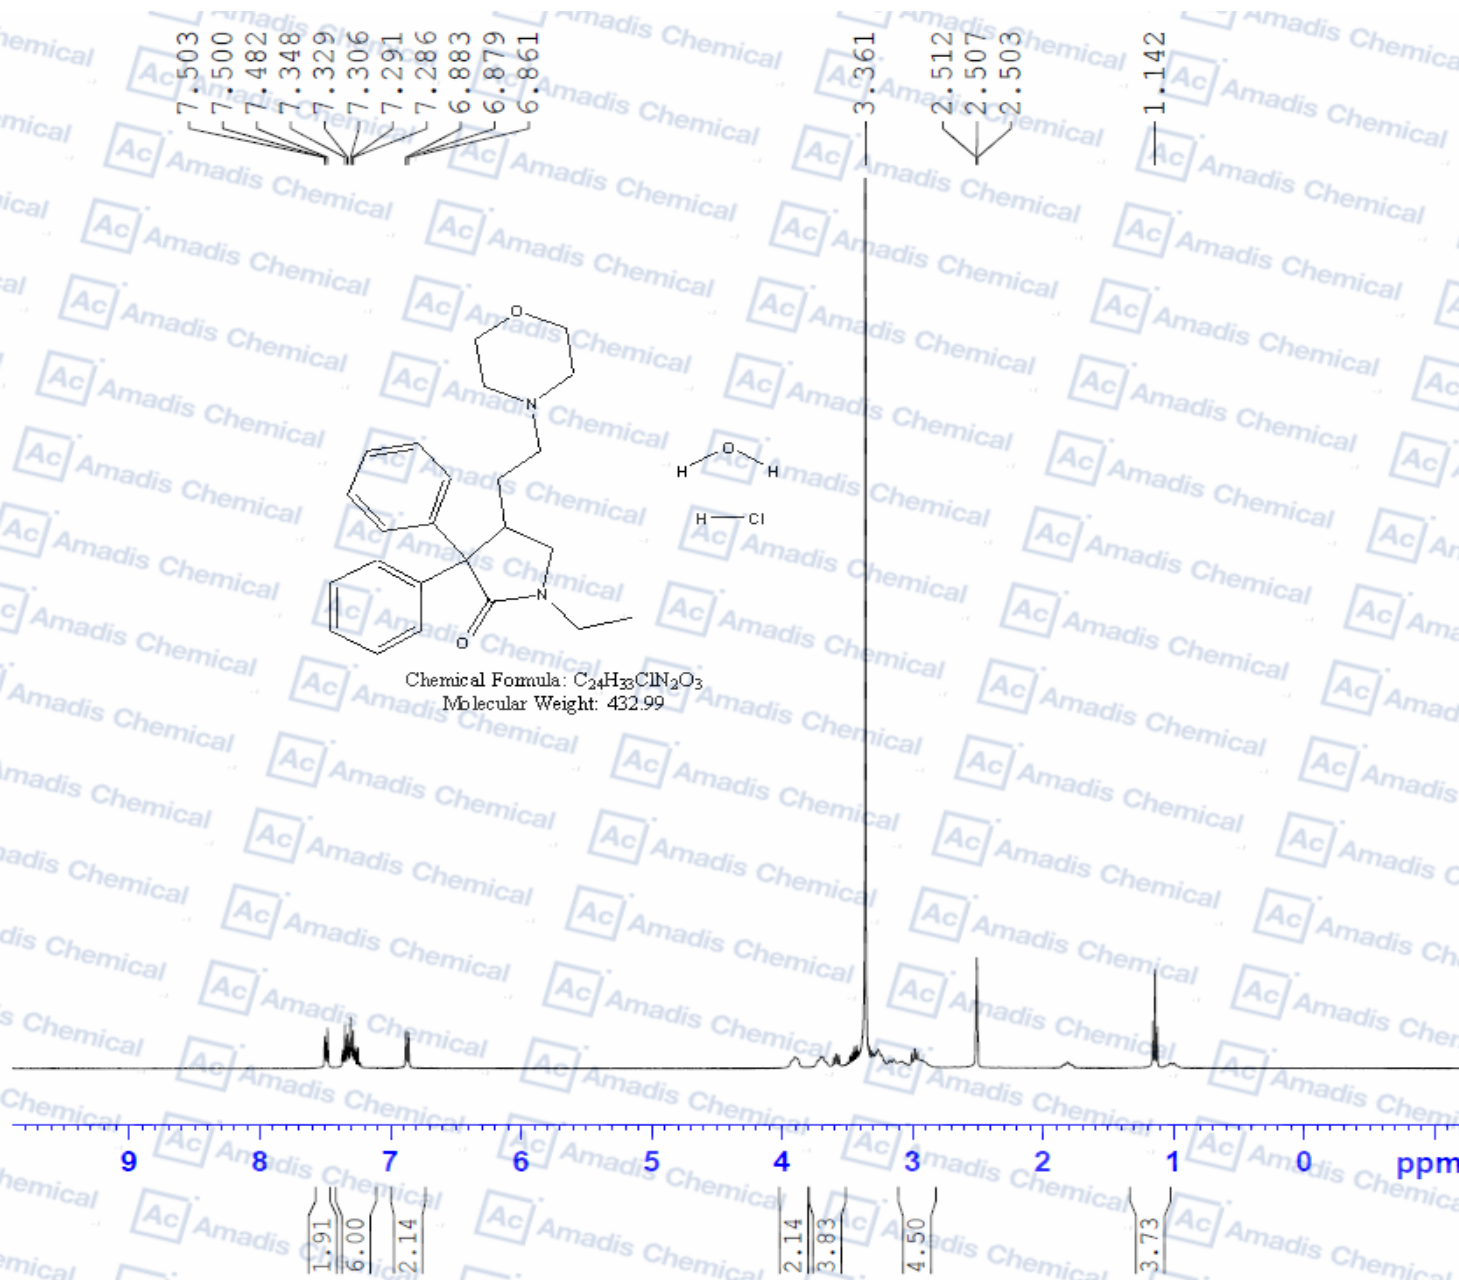 7.503
7.500
7.482
7.348
7.329
7.306
7.291
7.286
6.883
6.879
6.861
3.361
2.512
2.507
2.503
1.142
O
N
H O H
H Cl
N
O
Chemical Formula: C24H33ClN2O3
Molecular Weight: 432.99
9 8 7 6 5 4 3 2 1 0 ppm
1.91
6.00
2.14
2.14
3.83
4.50
3.73
Ac Amadis Chemical